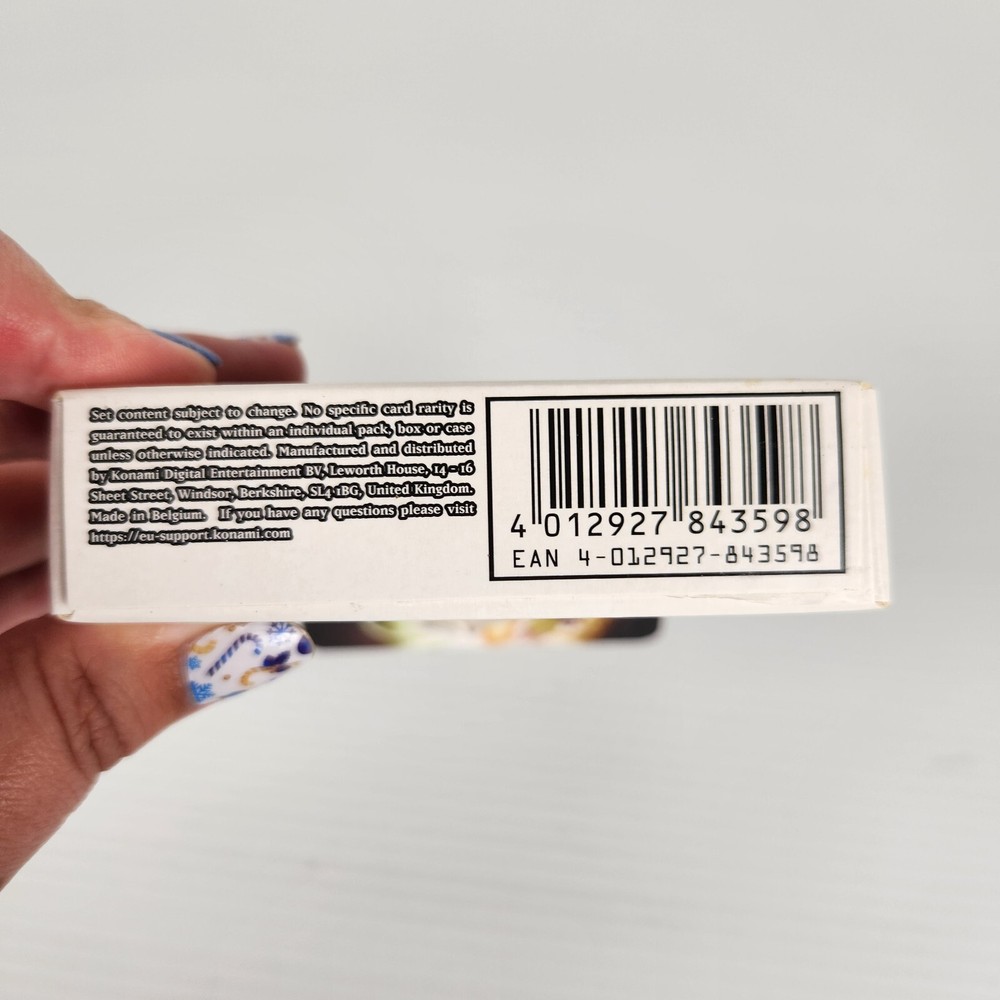 Set content subject to change. No specific card rarity is
guaranteed to exist within an individual pack, box or case
unless otherwise indicated. Manufactured and distributed
by Konami Digital Entertainment BV, Leworth House, 14-16
Sheet Street, Windsor, Berkshire, SL4 1BG, United Kingdom.
Made in Belgium. If you have any questions please visit
https://eu-support.konami.com
4 012927 843598
EAN 4-012927-843598